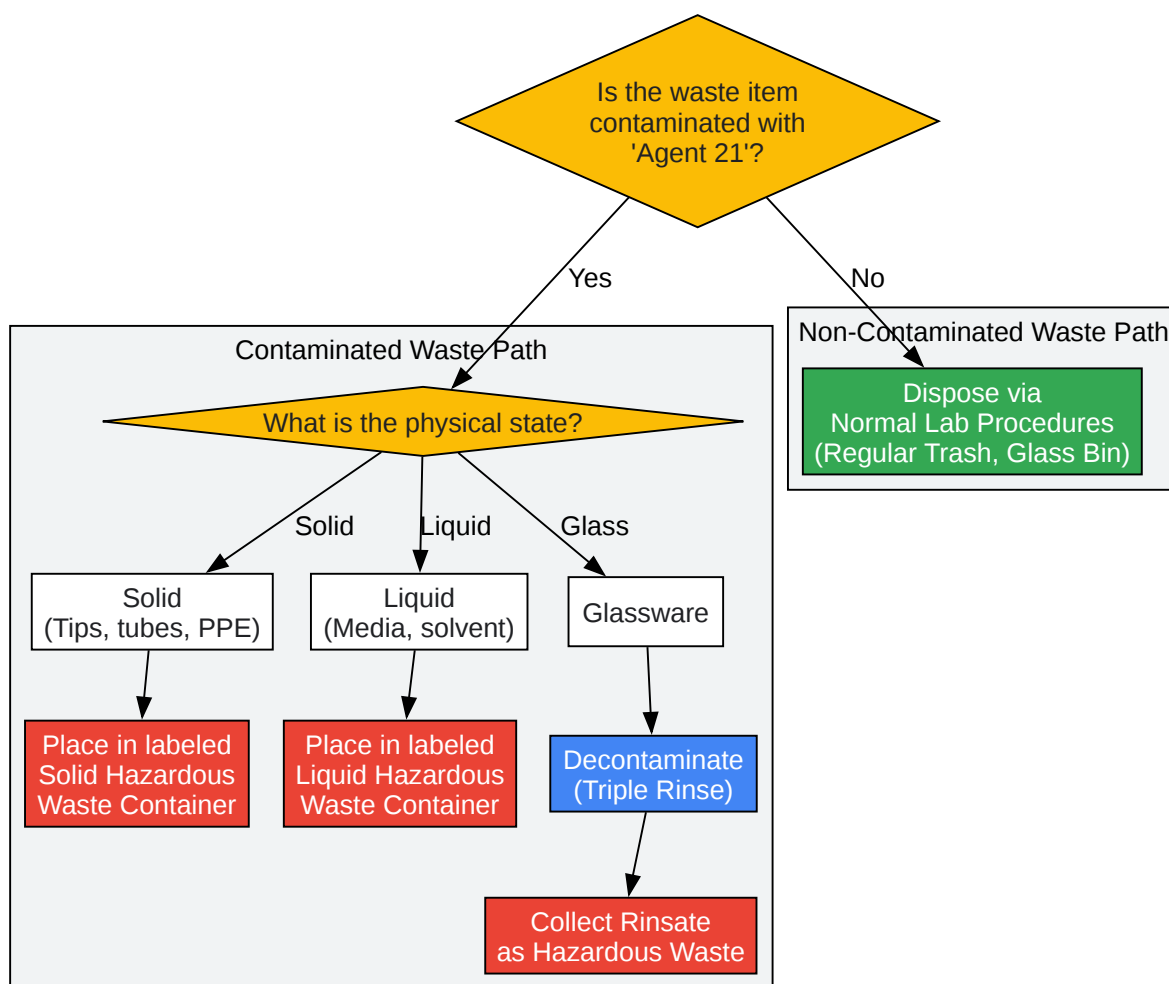 Is the waste item
contaminated with
'Agent 21'?
Yes
No
Contaminated Waste Path
Non-Contaminated Waste Path
What is the physical state?
Dispose via
Normal Lab Procedures
(Regular Trash, Glass Bin)
Solid
Liquid
Glass
Solid
(Tips, tubes, PPE)
Liquid
(Media, solvent)
Glassware
Place in labeled
Solid Hazardous
Waste Container
Place in labeled
Liquid Hazardous
Waste Container
Decontaminate
(Triple Rinse)
Collect Rinsate
as Hazardous Waste